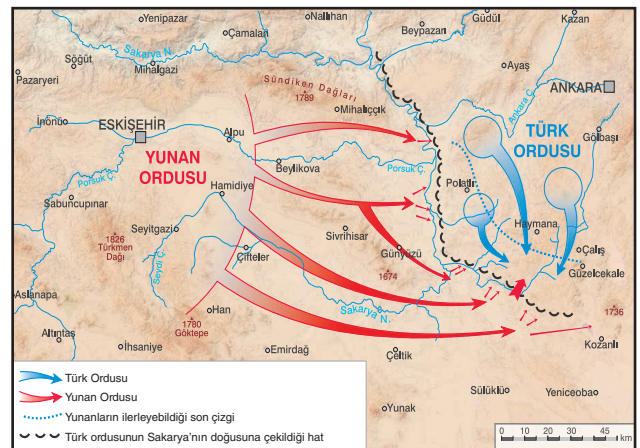 Nallıhan
Yenipazar
Güdül
Kazan
Beypazarı
Çamalan
Sakarya N.
Söğüt
Mihalgazi
Ayaş
Pazaryeri
Sündiken Dağları
1789
ANKARA
Mihalıççık
Ankara Ç.
İnönü
ESKİŞEHİR
Alpu
TÜRK
ORDUSU
Gölbaşı
YUNAN
ORDUSU
Beylikova
Porsuk Ç.
Porsuk Ç.
Polatlı
Hamidiye
Sabuncupınar
Haymana
Seyitgazi
Sivrihisar
1826
Türkmen
Dağı
Çifteler
Günyüzü
Çalış
Seydi Ç.
1674
Güzelcekale
Aslanapa
Sakarya N.
Han
1780
Göktepe
1736
Altıntaş
İhsaniye
Emirdağ
Çeltik
Kozanlı
Sülüklü
Yeniceoba
Yunak
Türk Ordusu
Yunan Ordusu
Yunanların ilerleyebildiği son çizgi
Türk ordusunun Sakarya'nın doğusuna çekildiği hat
0 10 20 30 45 km